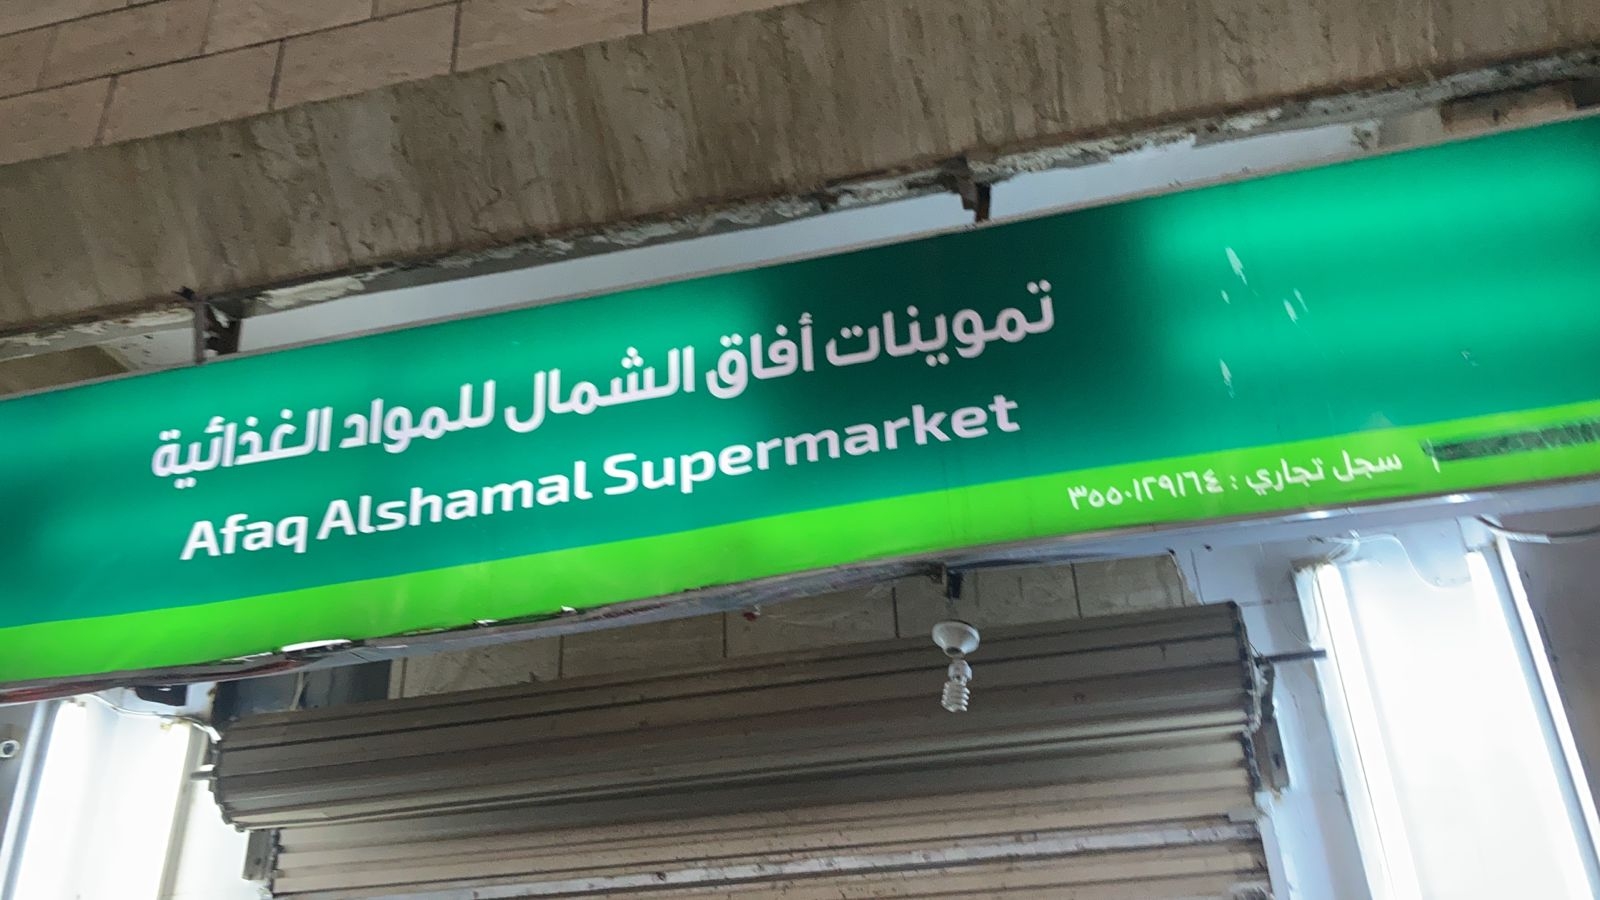 تموينات أفاق الشمال للمواد الغذائية
Afaq Alshamal Supermarket
سجل تجاري : ٣٥٥٠١٢٩١٦٤